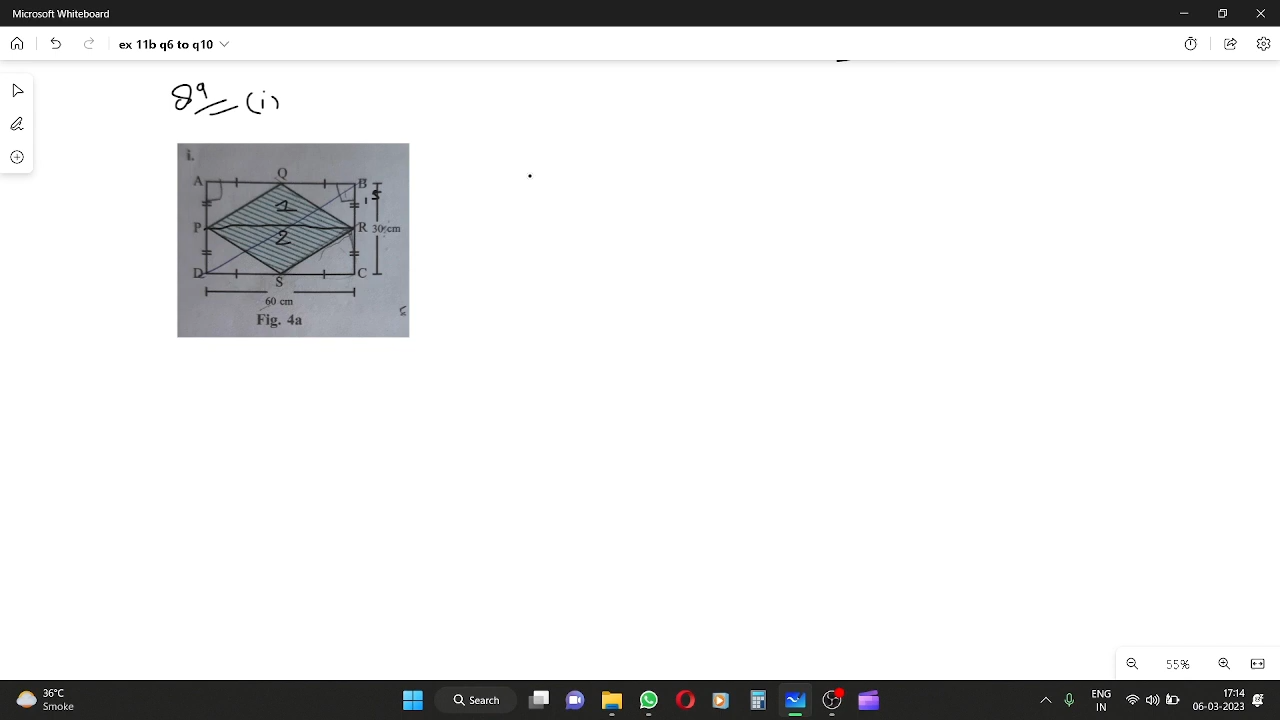 Microsoft Whiteboard
ex 11b q6 to q10
8a (i)
i.
A Q B
1
P R 30 cm
2
D S C
60 cm
Fig. 4a
55%
36°C
Smoke
Search
ENG
IN
17:14
06-03-2023